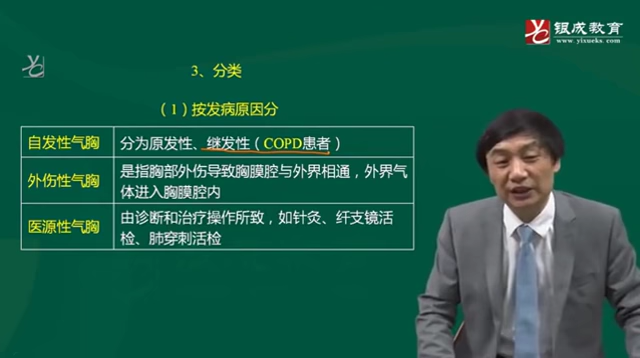 银成教育
www.yixueks.com
3、分类
（1）按发病原因分
自发性气胸
分为原发性、继发性（COPD患者）
外伤性气胸
是指胸部外伤导致胸膜腔与外界相通，外界气
体进入胸膜腔内
医源性气胸
由诊断和治疗操作所致，如针灸、纤支镜活
检、肺穿刺活检